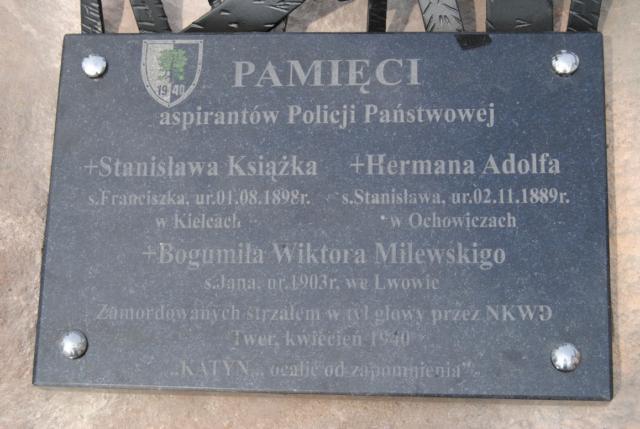 1940
PAMIĘCI
aspirantów Policji Państwowej
+Stanisława Książka +Hermana Adolfa
s.Franciszka, ur.01.08.1898r. s.Stanisława, ur.02.11.1889r.
w Kielcach w Ochowiczach
+Bogumiła Wiktora Milewskigo
s.Jana, ur.1903r. we Lwowie
Zamordowanych strzałem w tył głowy przez NKWD
Twer, kwiecień 1940
„KATYŃ... ocalić od zapomnienia"